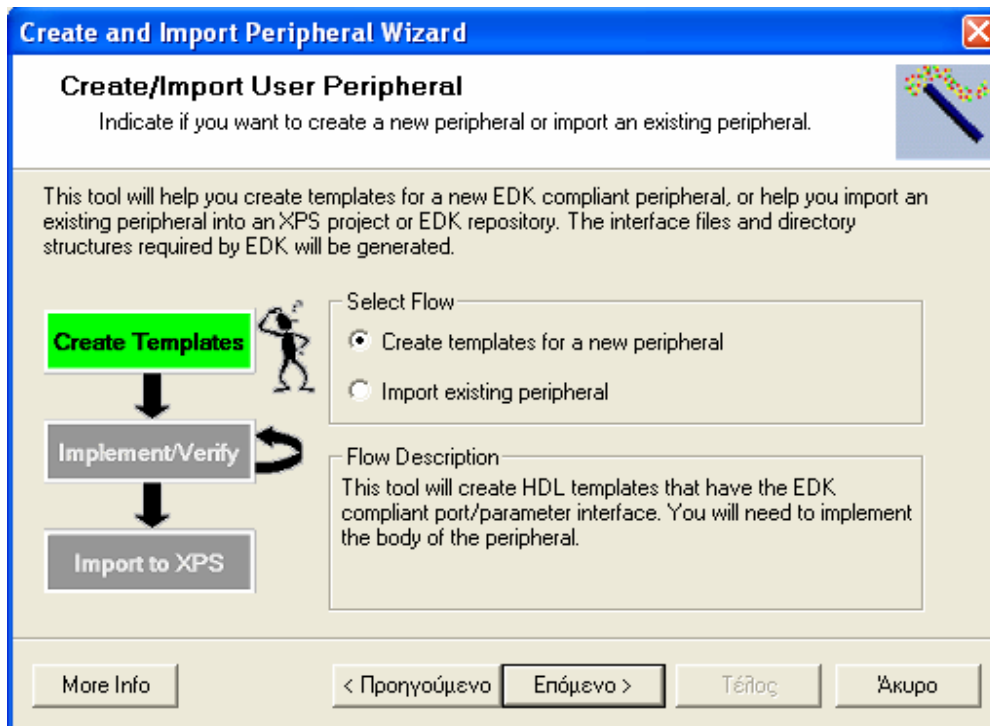 Create and Import Peripheral Wizard
Create/Import User Peripheral
Indicate if you want to create a new peripheral or import an existing peripheral.
This tool will help you create templates for a new EDK compliant peripheral, or help you import an
existing peripheral into an XPS project or EDK repository. The interface files and directory
structures required by EDK will be generated.
Create Templates
Implement/Verify
Import to XPS
Select Flow
Create templates for a new peripheral
Import existing peripheral
Flow Description
This tool will create HDL templates that have the EDK
compliant port/parameter interface. You will need to implement
the body of the peripheral.
More Info
< Προηγούμενο
Επόμενο >
Τέλος
Άκυρο